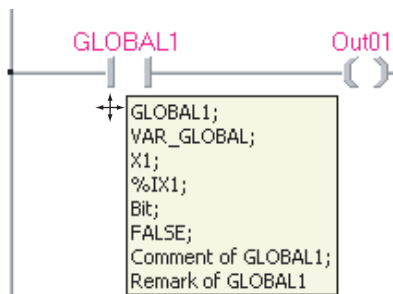 GLOBAL1 Out01
GLOBAL1;
VAR_GLOBAL;
X1;
%IX1;
Bit;
FALSE;
Comment of GLOBAL1;
Remark of GLOBAL1